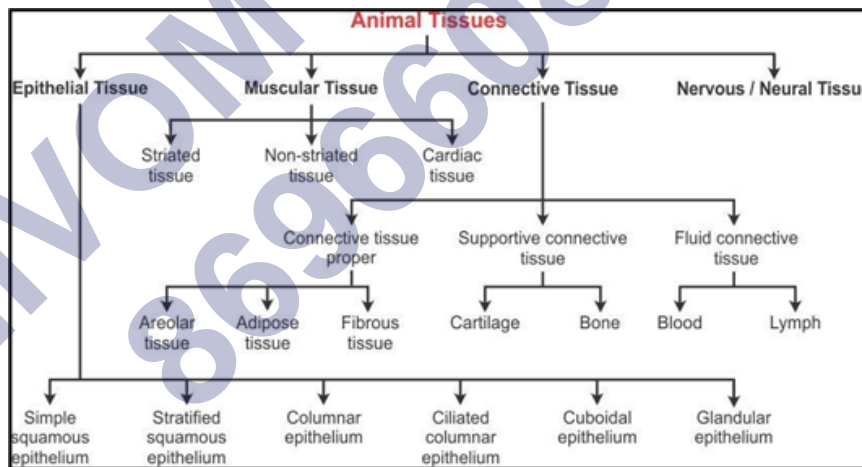 Animal Tissues
Epithelial Tissue
Muscular Tissue
Connective Tissue
Nervous / Neural Tissue
Striated
tissue
Non-striated
tissue
Cardiac
tissue
Connective tissue
proper
Supportive connective
tissue
Fluid connective
tissue
Areolar
tissue
Adipose
tissue
Fibrous
tissue
Cartilage
Bone
Blood
Lymph
Simple
squamous
epithelium
Stratified
squamous
epithelium
Columnar
epithelium
Ciliated
columnar
epithelium
Cuboidal
epithelium
Glandular
epithelium